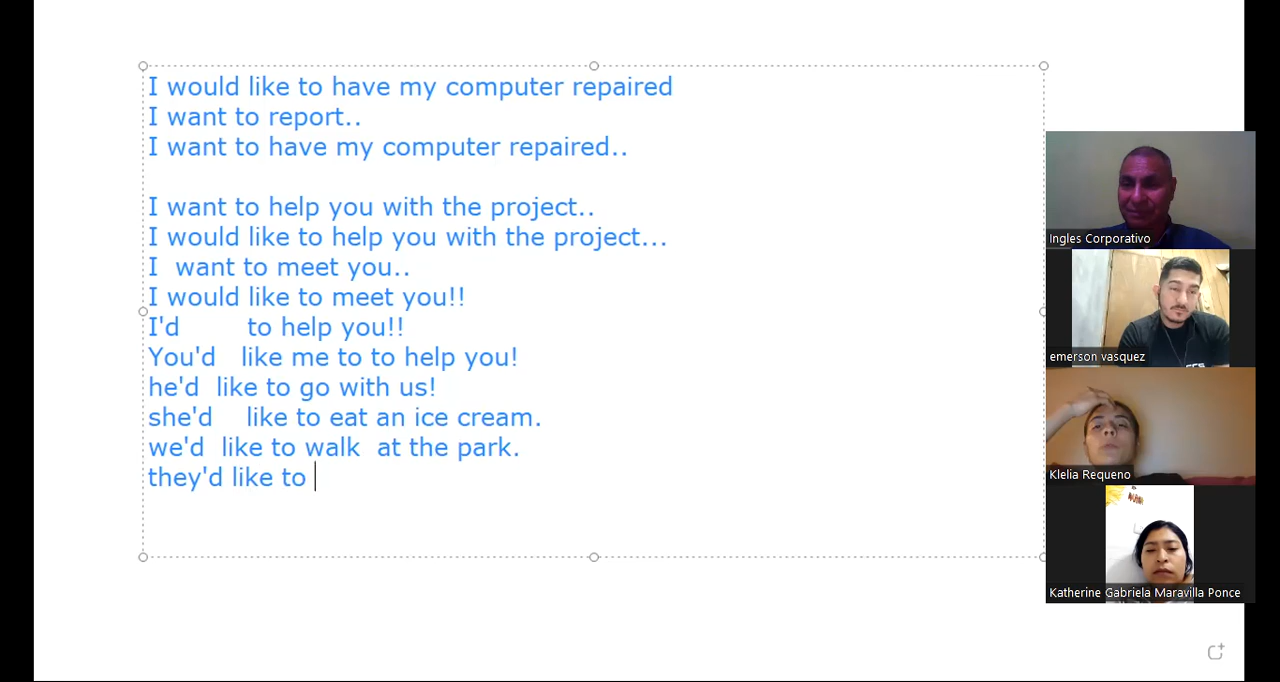 I would like to have my computer repaired
I want to report..
I want to have my computer repaired..
I want to help you with the project..
I would like to help you with the project...
I  want to meet you..
I would like to meet you!!
I'd        to help you!!
You'd   like me to to help you!
he'd  like to go with us!
she'd    like to eat an ice cream.
we'd  like to walk  at the park.
they'd like to
Ingles Corporativo
emerson vasquez
Klelia Requeno
Katherine Gabriela Maravilla Ponce